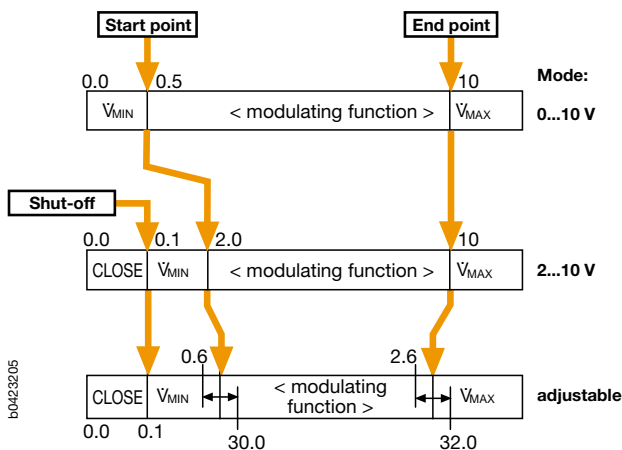 Start point
End point
0.0
0.5
10
Mode:
V̇MIN
< modulating function >
V̇MAX
0...10 V
Shut-off
0.0
0.1
2.0
10
CLOSE
V̇MIN
< modulating function >
V̇MAX
2...10 V
0.6
2.6
CLOSE
V̇MIN
< modulating
function >
V̇MAX
adjustable
0.0
0.1
30.0
32.0
b0423205